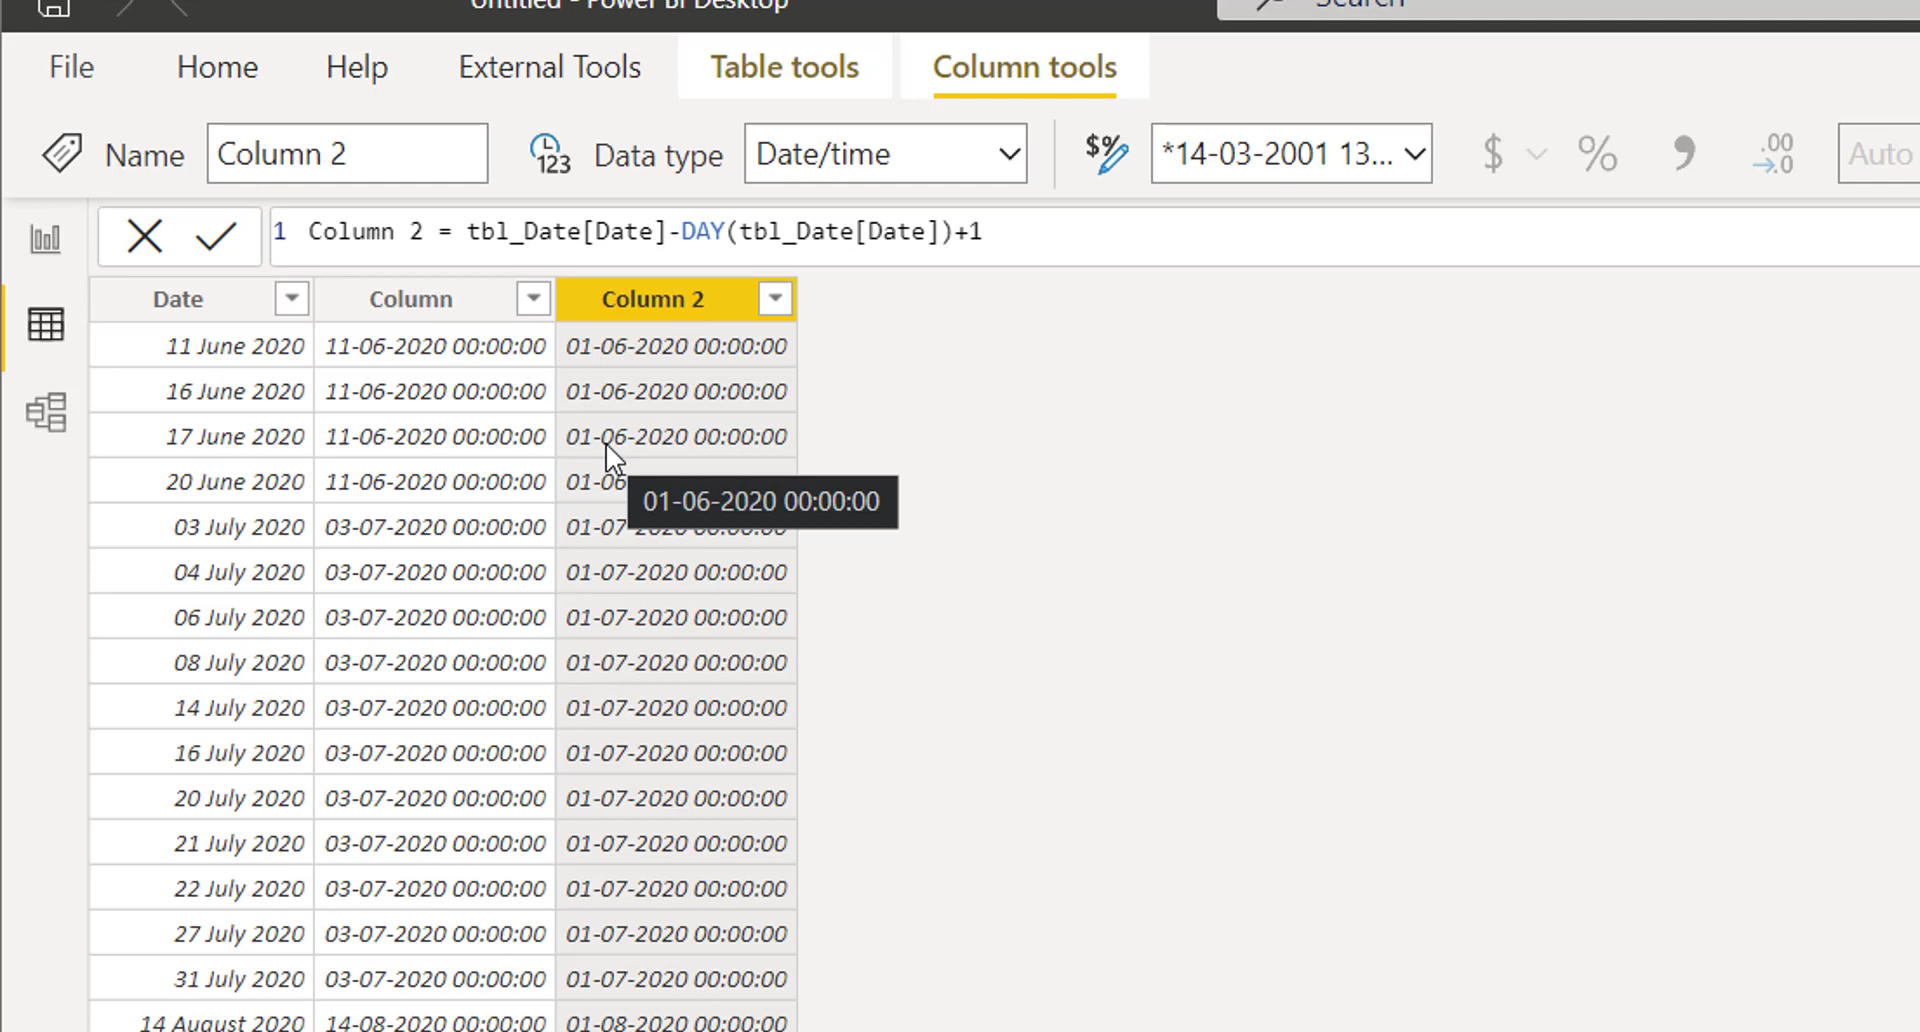 Untitled - Power BI Desktop
Search
File Home Help External Tools Table tools Column tools
Name Column 2 Data type Date/time *14-03-2001 13... $ % Auto
1 Column 2 = tbl_Date[Date]-DAY(tbl_Date[Date])+1
Date Column Column 2
11 June 2020 11-06-2020 00:00:00 01-06-2020 00:00:00
16 June 2020 11-06-2020 00:00:00 01-06-2020 00:00:00
17 June 2020 11-06-2020 00:00:00 01-06-2020 00:00:00
20 June 2020 11-06-2020 00:00:00 01-06
01-06-2020 00:00:00
03 July 2020 03-07-2020 00:00:00 01-07-2020 00:00:00
04 July 2020 03-07-2020 00:00:00 01-07-2020 00:00:00
06 July 2020 03-07-2020 00:00:00 01-07-2020 00:00:00
08 July 2020 03-07-2020 00:00:00 01-07-2020 00:00:00
14 July 2020 03-07-2020 00:00:00 01-07-2020 00:00:00
16 July 2020 03-07-2020 00:00:00 01-07-2020 00:00:00
20 July 2020 03-07-2020 00:00:00 01-07-2020 00:00:00
21 July 2020 03-07-2020 00:00:00 01-07-2020 00:00:00
22 July 2020 03-07-2020 00:00:00 01-07-2020 00:00:00
27 July 2020 03-07-2020 00:00:00 01-07-2020 00:00:00
31 July 2020 03-07-2020 00:00:00 01-07-2020 00:00:00
14 August 2020 14-08-2020 00:00:00 01-08-2020 00:00:00